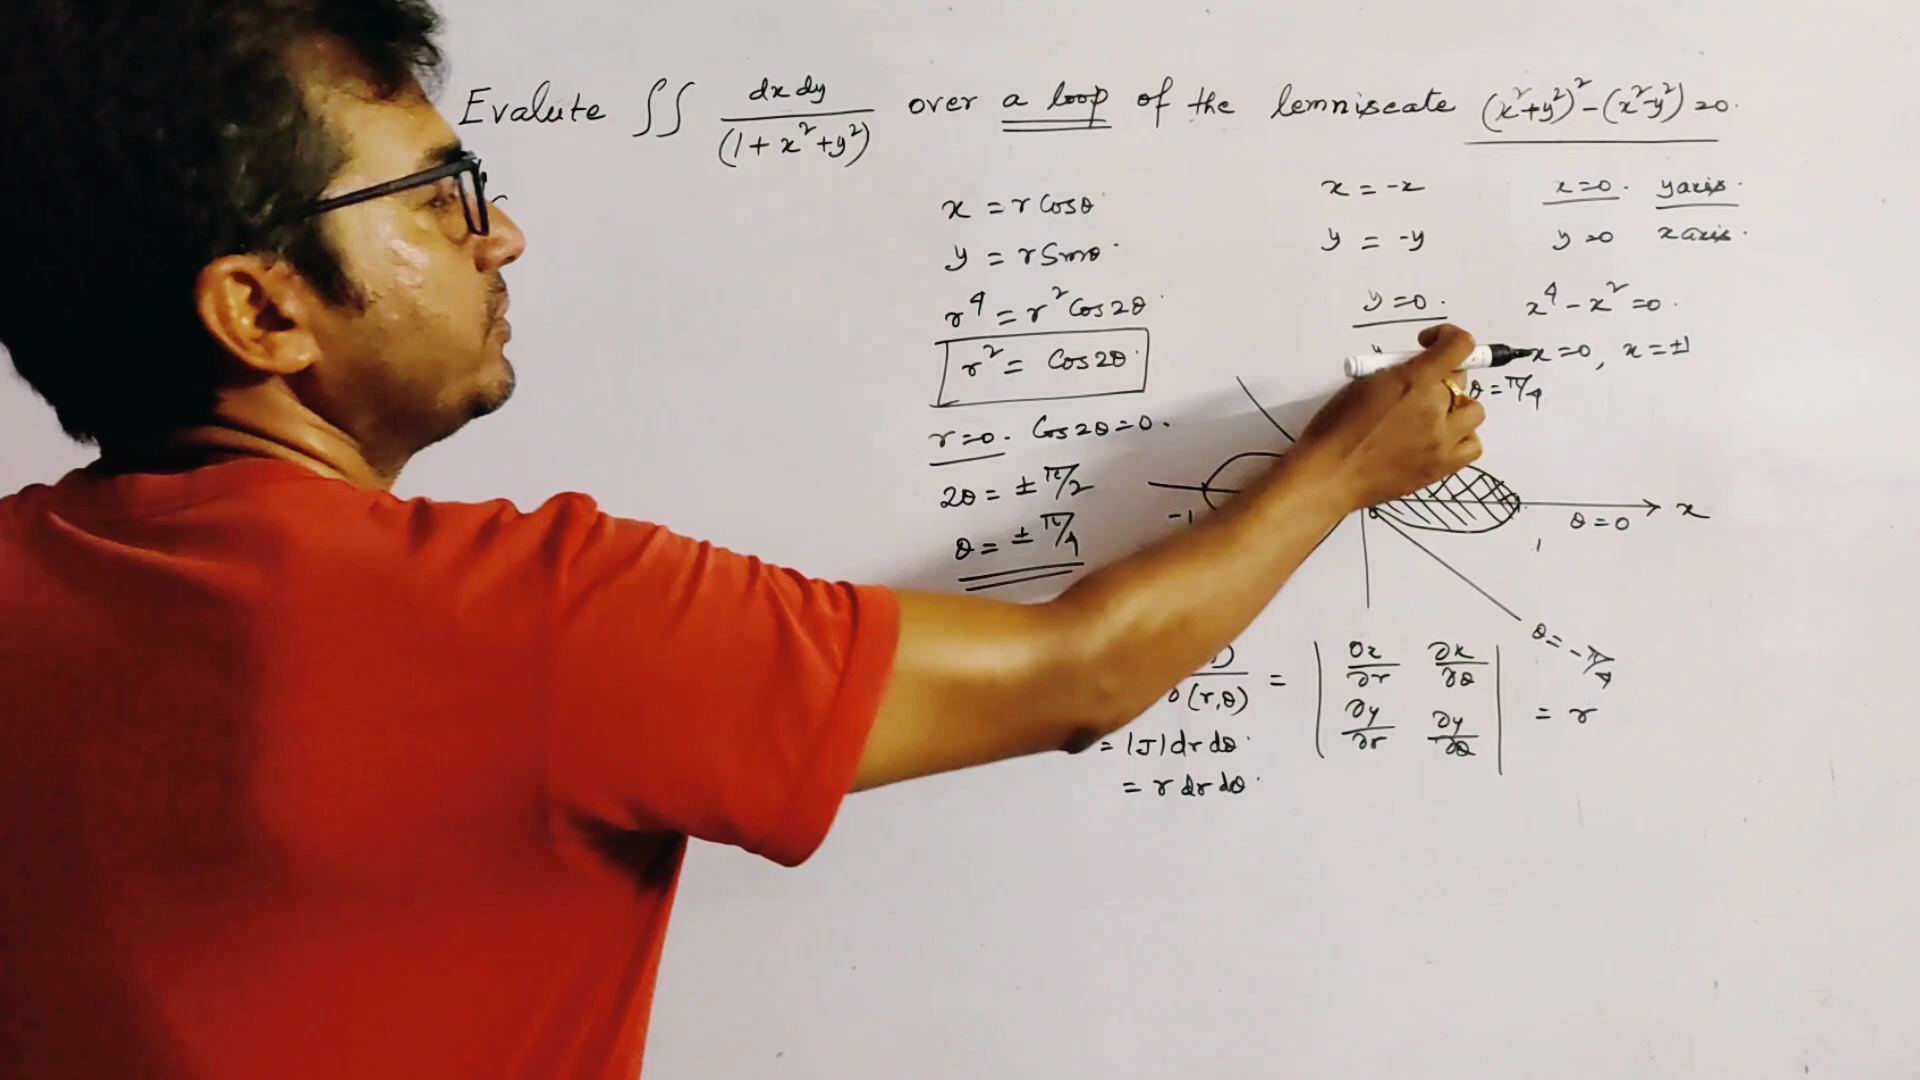 Evalute ∫∫ dx dy / (1 + x² + y²) over a loop of the lemniscate (x²+y²)² - (x²-y²) = 0.
x = r Cosθ
y = r Sinθ
r⁴ = r² Cos2θ
r² = Cos2θ
r = 0. Cos2θ = 0.
2θ = ± π/2
θ = ± π/4
x = -x
y = -y
x = 0. y axis.
y = 0 x axis.
y = 0. x⁴ - x² = 0.
x = 0, x = ±1
θ = π/4
-1
0
1
θ = 0
x
θ = -π/4
∂(r,θ) = | ∂x/∂r ∂x/∂θ |
| ∂y/∂r ∂y/∂θ | = r
= |J| dr dθ.
= r dr dθ.